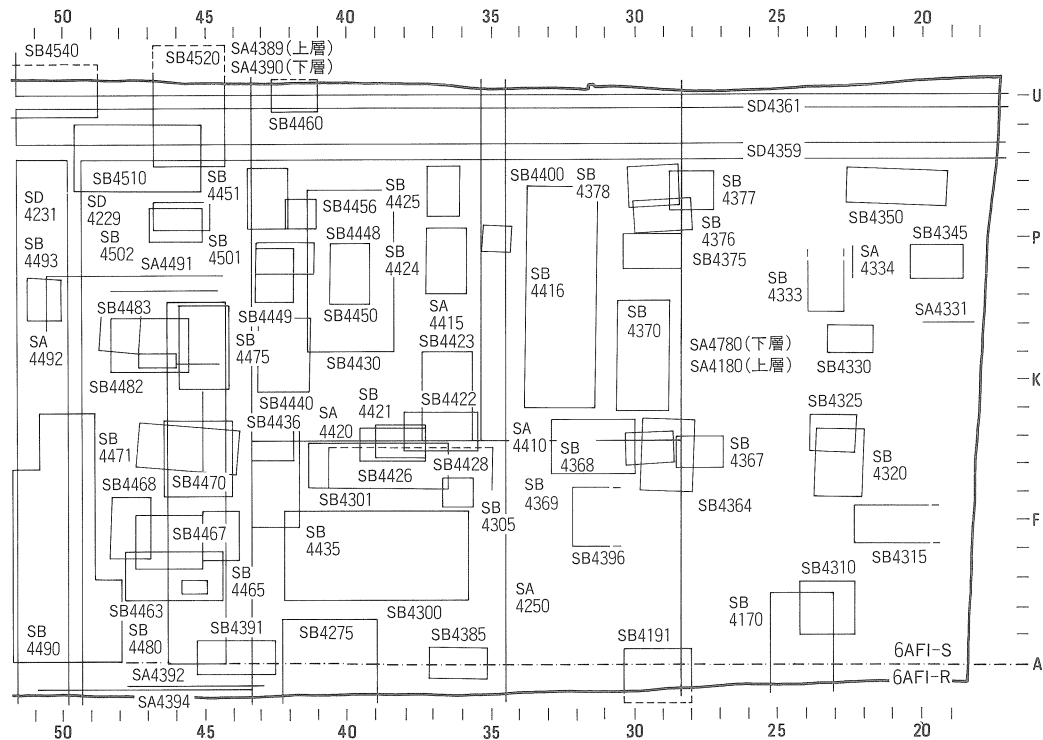 50 45 40 35 30 25 20
SB4540
SB4520
SA4389(上層)
SA4390(下層)
SB4460
U
SD4361
SD4359
SB4510
SB
4451
SB
4425
SB4400
SB
4378
SB
4377
SD
4231
SD
4229
SB4456
SB4350
SB
4493
SB
4502
SB
4501
SB4448
SB
4424
SB
4376
SB4345
P
SA4491
SB4375
SA
4334
SB
4416
SB
4333
SB4483
SB4449
SB4450
SA
4415
SB
4370
SA4331
SA
4492
SB
4475
SB4430
SB4423
SA4780(下層)
SA4180(上層)
SB4330
SB4482
SB4440
SB
4421
SB4422
K
SB4436
SA
4420
SB4325
SB
4471
SA
4410
SB
4368
SB
4367
SB
4320
SB4470
SB4426
SB4428
SB4468
SB4301
SB
4369
SB4364
SB
4305
SB4467
SB
4435
F
SB4396
SB4315
SB
4465
SB4310
SB4463
SA
4250
SB4300
SB
4170
SB
4490
SB
4480
SB4391
SB4275
SB4385
SB4191
6AFI-S
A
SA4392
6AFI-R
SA4394
50 45 40 35 30 25 20